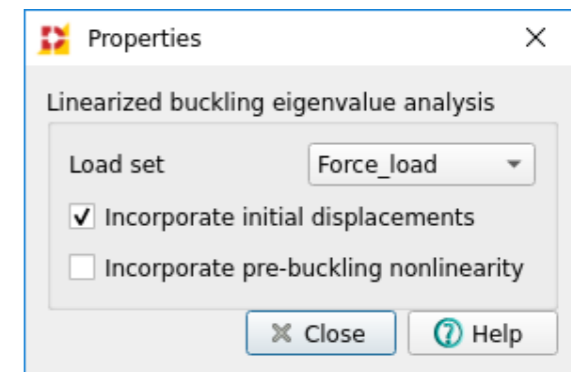 Properties
Linearized buckling eigenvalue analysis
Load set Force_load
Incorporate initial displacements
Incorporate pre-buckling nonlinearity
Close Help